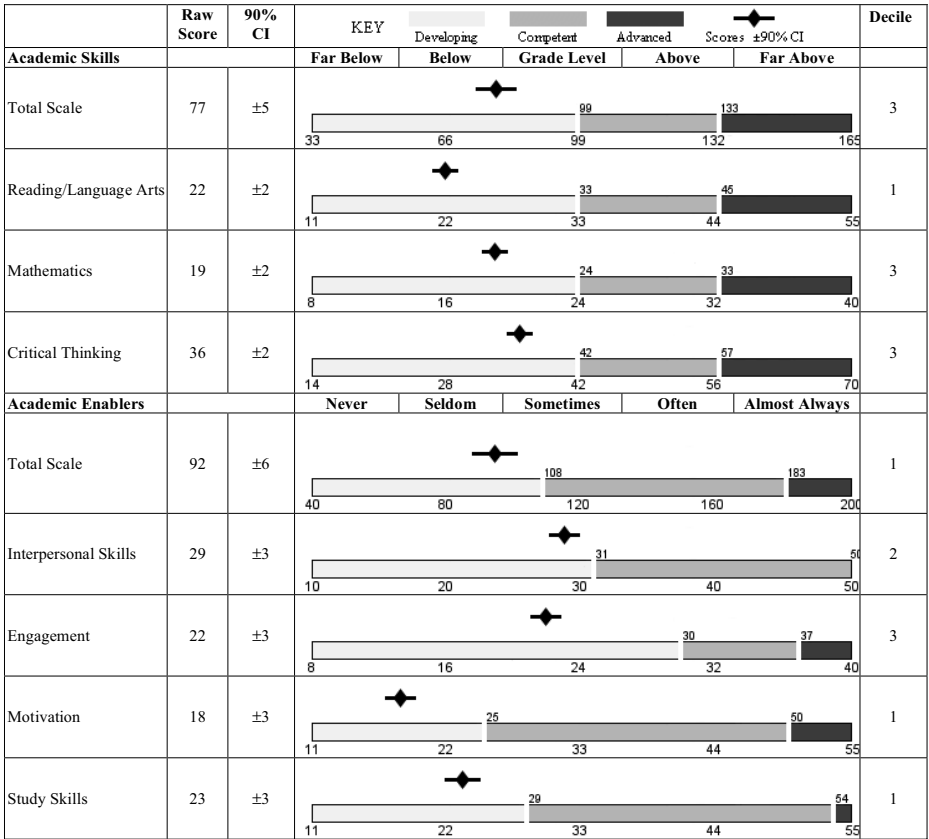 Raw Score 90% CI KEY Developing Competent Advanced Scores ±90% CI Decile
Academic Skills Far Below Below Grade Level Above Far Above
Total Scale 77 ±5 3
99 133
33 66 99 132 165
Reading/Language Arts 22 ±2 1
33 45
11 22 33 44 55
Mathematics 19 ±2 3
24 33
8 16 24 32 40
Critical Thinking 36 ±2 3
42 57
14 28 42 56 70
Academic Enablers Never Seldom Sometimes Often Almost Always
Total Scale 92 ±6 1
108 183
40 80 120 160 200
Interpersonal Skills 29 ±3 2
31 50
10 20 30 40 50
Engagement 22 ±3 3
30 37
8 16 24 32 40
Motivation 18 ±3 1
25 50
11 22 33 44 55
Study Skills 23 ±3 1
29 54
11 22 33 44 55